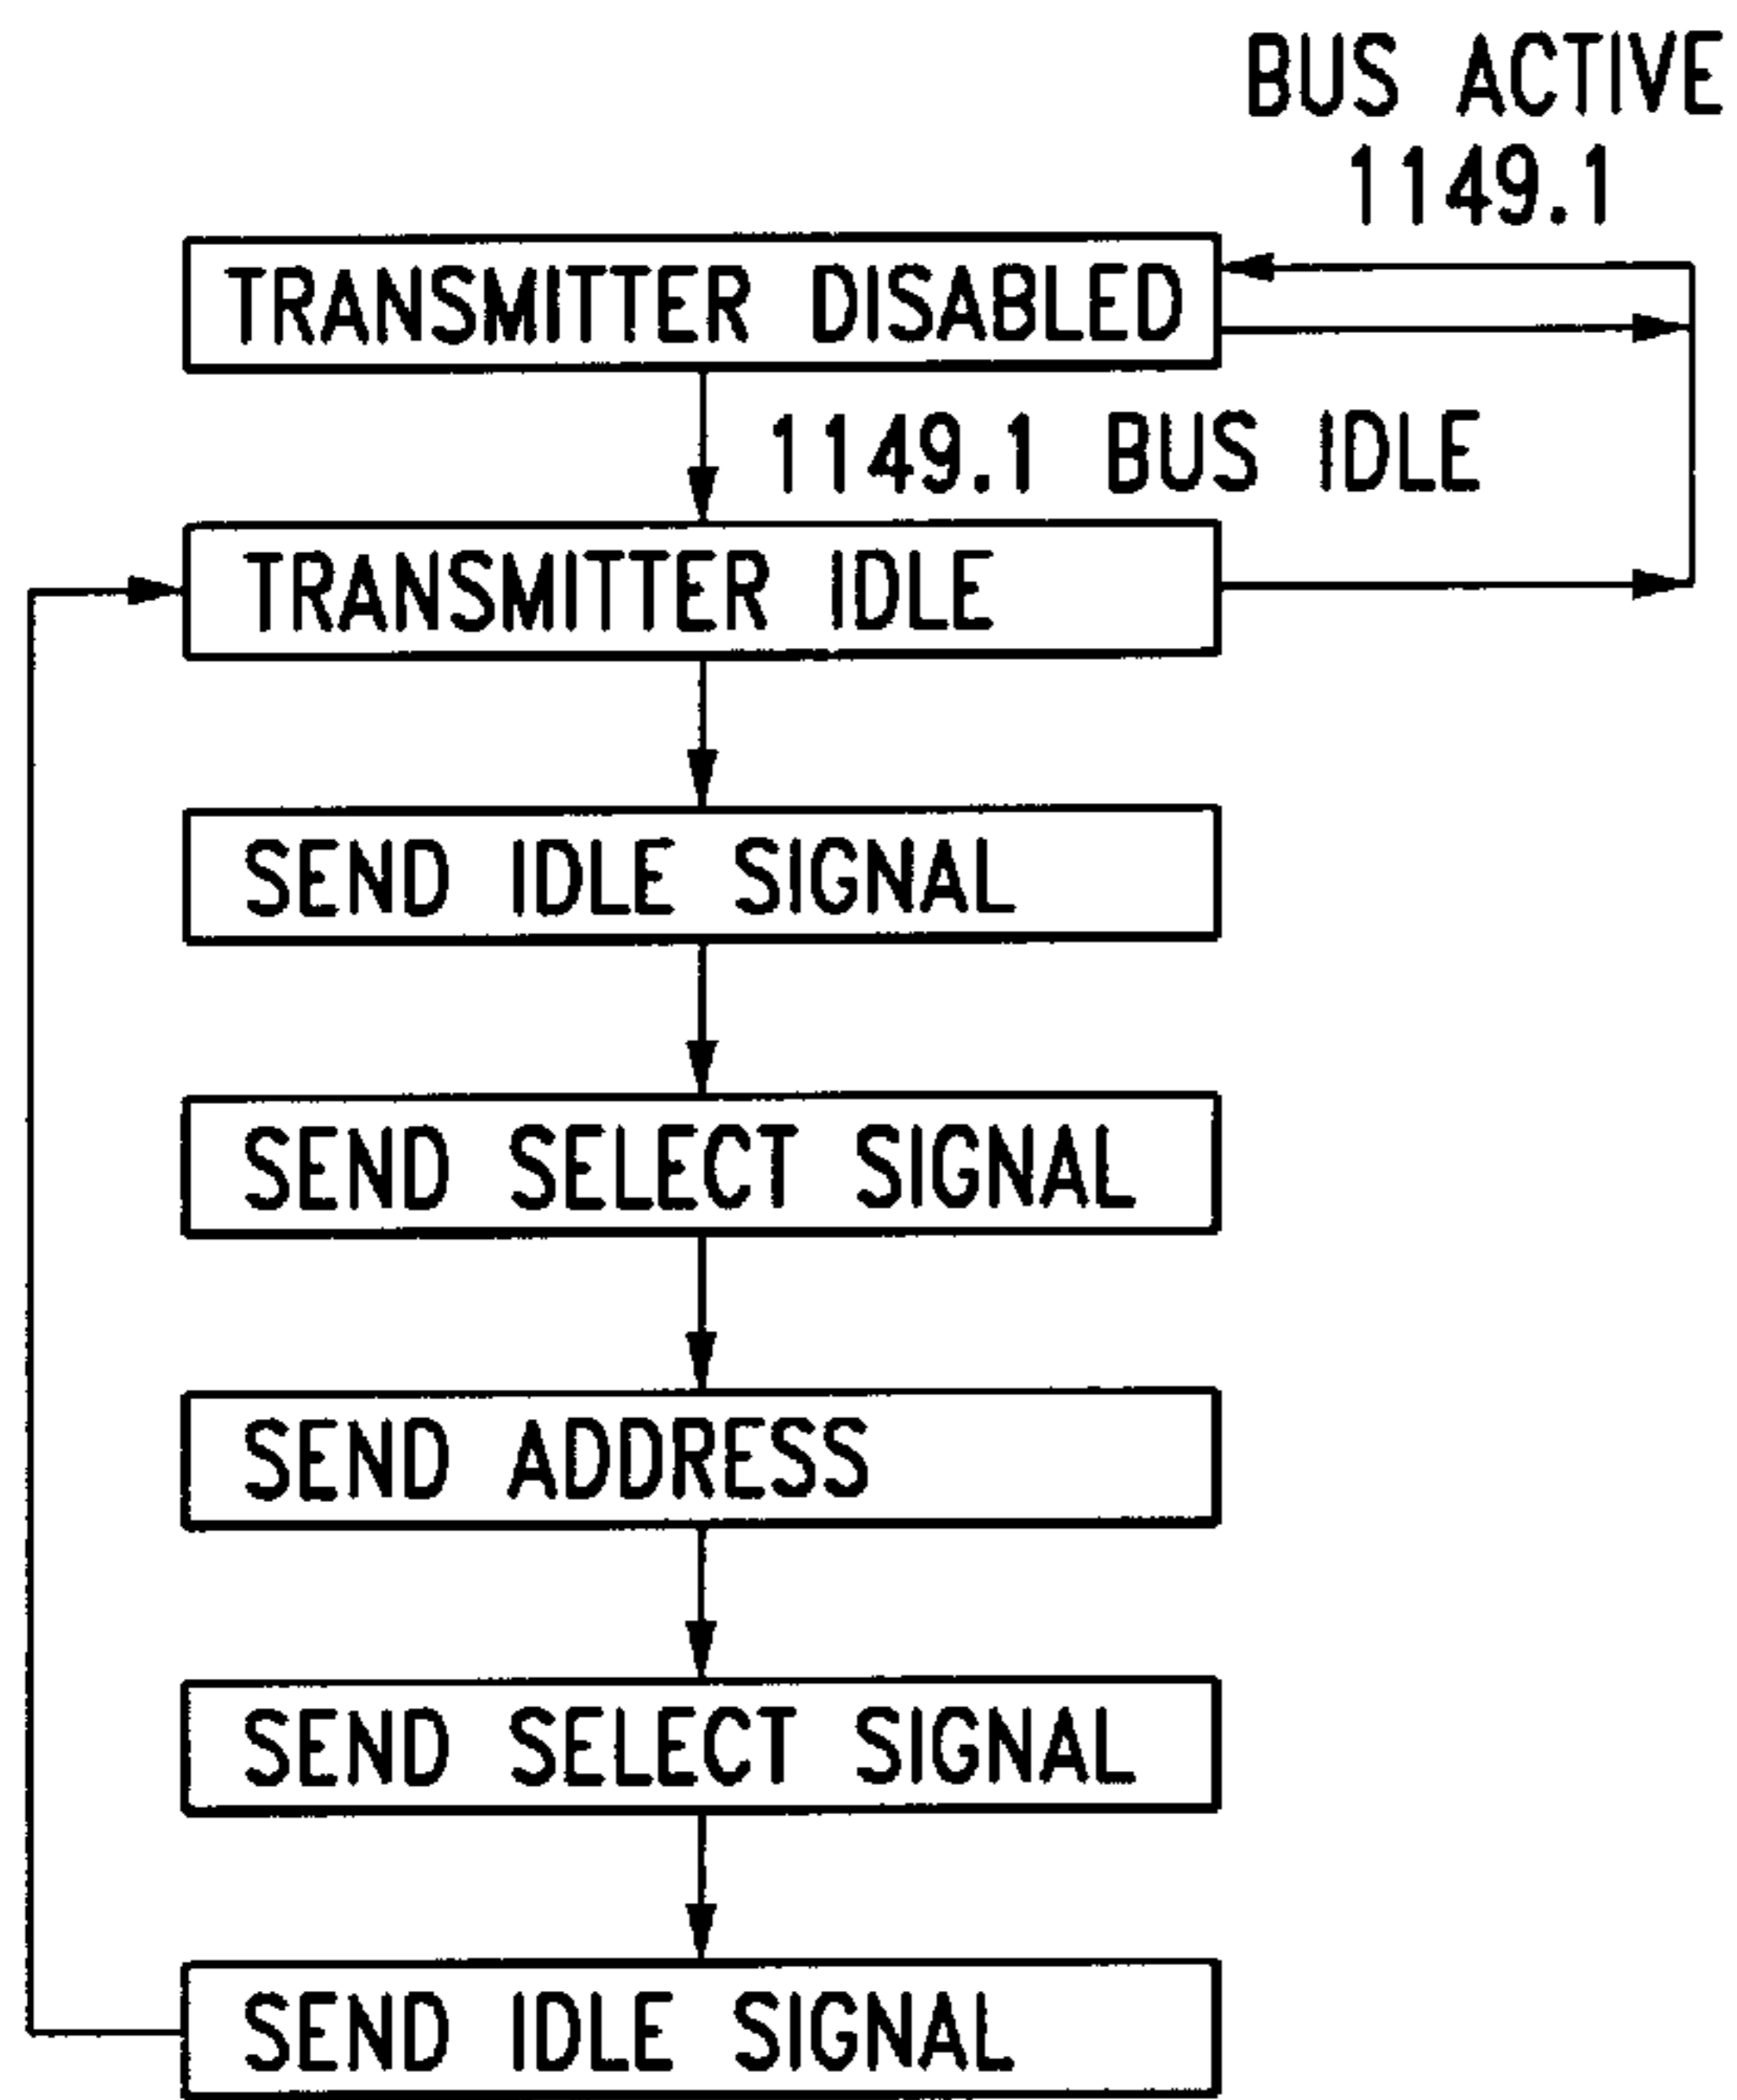 BUS ACTIVE
1149.1
TRANSMITTER DISABLED
1149.1 BUS IDLE
TRANSMITTER IDLE
SEND IDLE SIGNAL
SEND SELECT SIGNAL
SEND ADDRESS
SEND SELECT SIGNAL
SEND IDLE SIGNAL